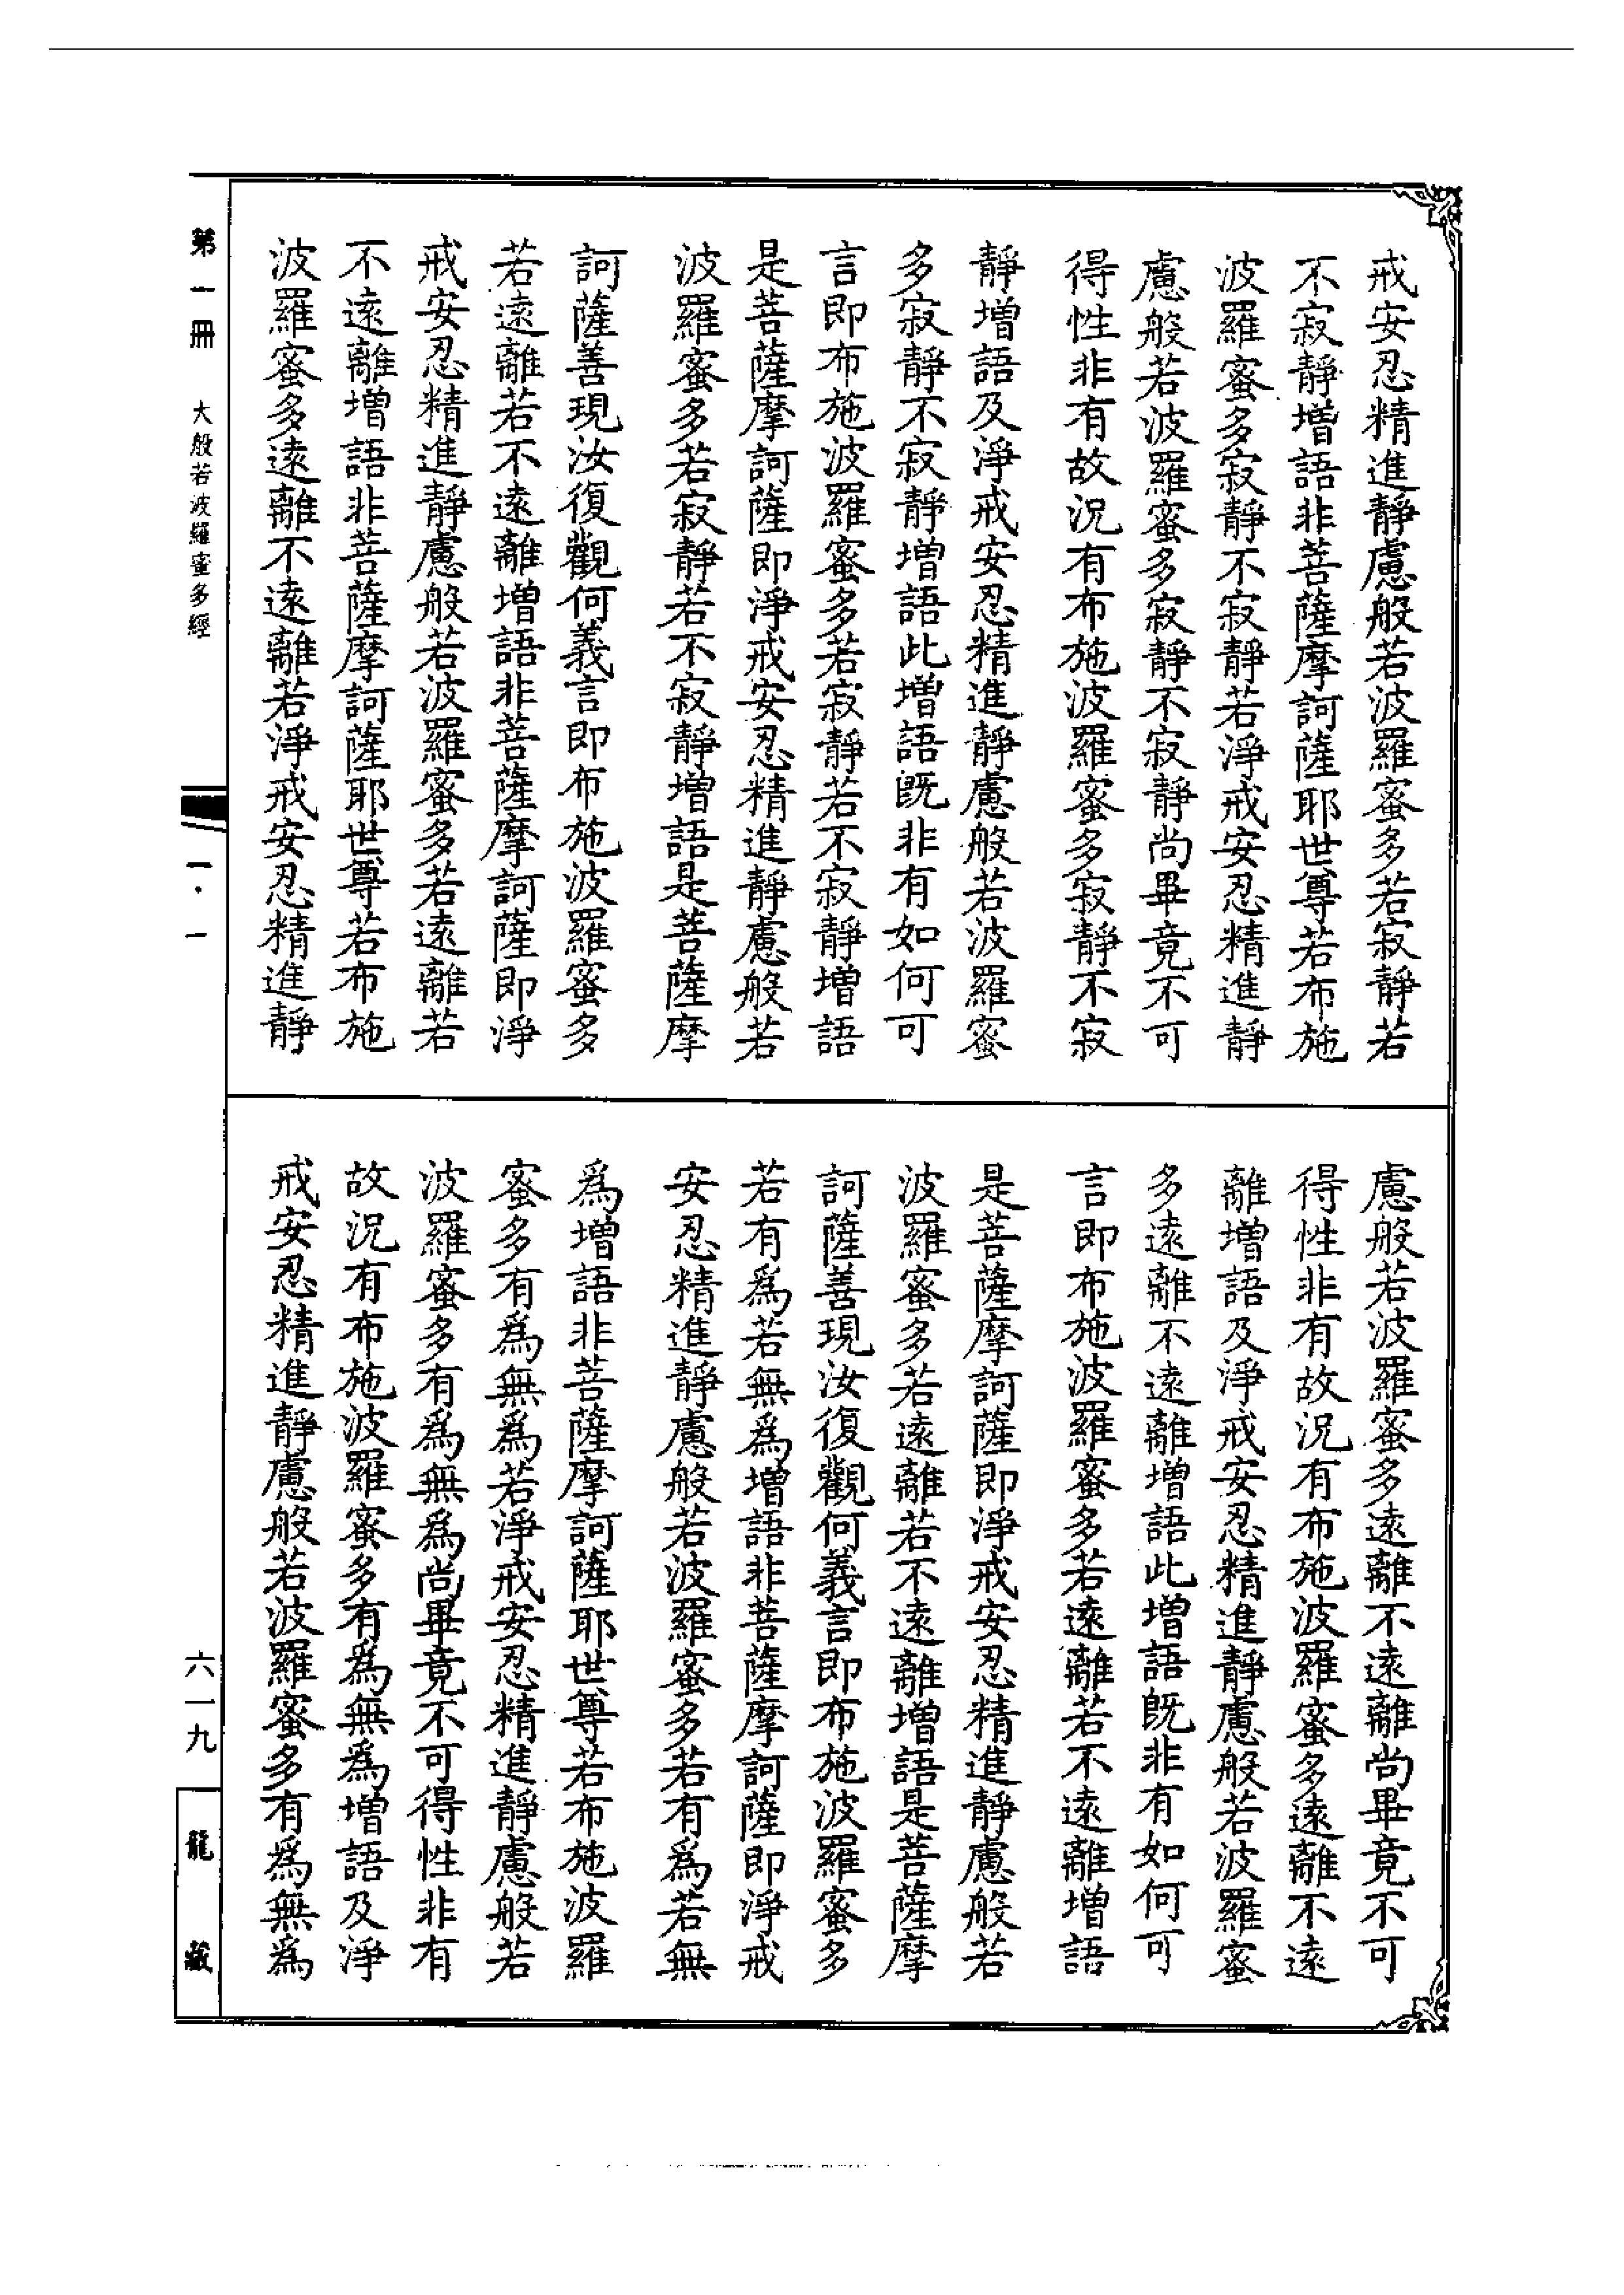 戒安忍精進靜慮般若波羅蜜多若寂靜若
不寂靜增語非菩薩摩訶薩耶世尊若布施
波羅蜜多寂靜不寂靜若淨戒安忍精進靜
慮般若波羅蜜多寂靜不寂靜尚畢竟不可
得性非有故況有布施波羅蜜多寂靜不寂
靜增語及淨戒安忍精進靜慮般若波羅蜜
多寂靜不寂靜增語此增語既非有如何可
言即布施波羅蜜多若寂靜若不寂靜增語
是菩薩摩訶薩即淨戒安忍精進靜慮般若
波羅蜜多若寂靜若不寂靜增語是菩薩摩
訶薩善現汝復觀何義言即布施波羅蜜多
若遠離若不遠離增語非菩薩摩訶薩即淨
戒安忍精進靜慮般若波羅蜜多若遠離若
不遠離增語非菩薩摩訶薩耶世尊若布施
波羅蜜多遠離不遠離若淨戒安忍精進靜
慮般若波羅蜜多遠離不遠離尚畢竟不可
得性非有故況有布施波羅蜜多遠離不遠
離增語及淨戒安忍精進靜慮般若波羅蜜
多遠離不遠離增語此增語既非有如何可
言即布施波羅蜜多若遠離若不遠離增語
是菩薩摩訶薩即淨戒安忍精進靜慮般若
波羅蜜多若遠離若不遠離增語是菩薩摩
訶薩善現汝復觀何義言即布施波羅蜜多
若有為若無為增語非菩薩摩訶薩即淨戒
安忍精進靜慮般若波羅蜜多若有為若無
為增語非菩薩摩訶薩耶世尊若布施波羅
蜜多有為無為若淨戒安忍精進靜慮般若
波羅蜜多有為無為尚畢竟不可得性非有
故況有布施波羅蜜多有為無為增語及淨
戒安忍精進靜慮般若波羅蜜多有為無為
第一冊 大般若波羅蜜多經
一·一
六一九
龍藏